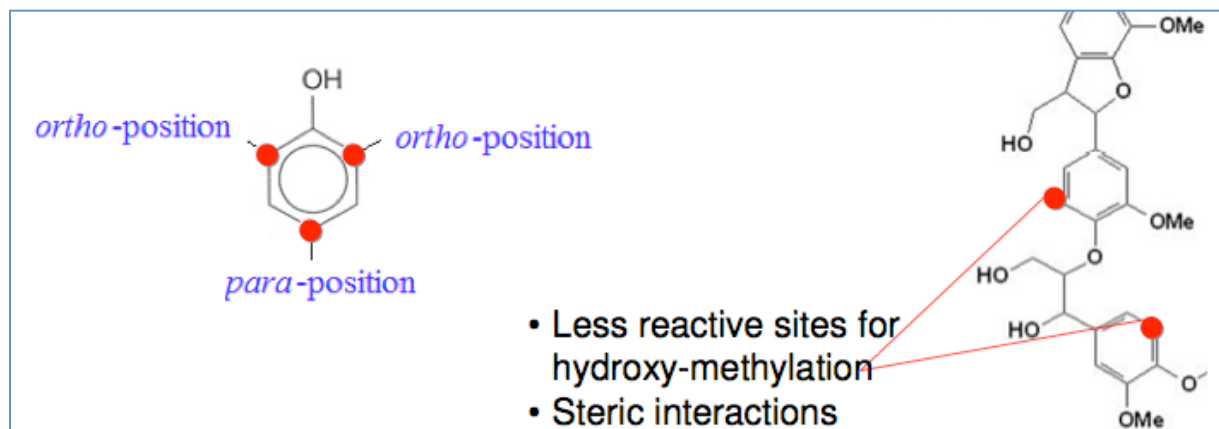 OH
ortho-position
ortho-position
para-position
OMe
O
HO
OMe
O
HO
HO
• Less reactive sites for
hydroxy-methylation
• Steric interactions
O
OMe